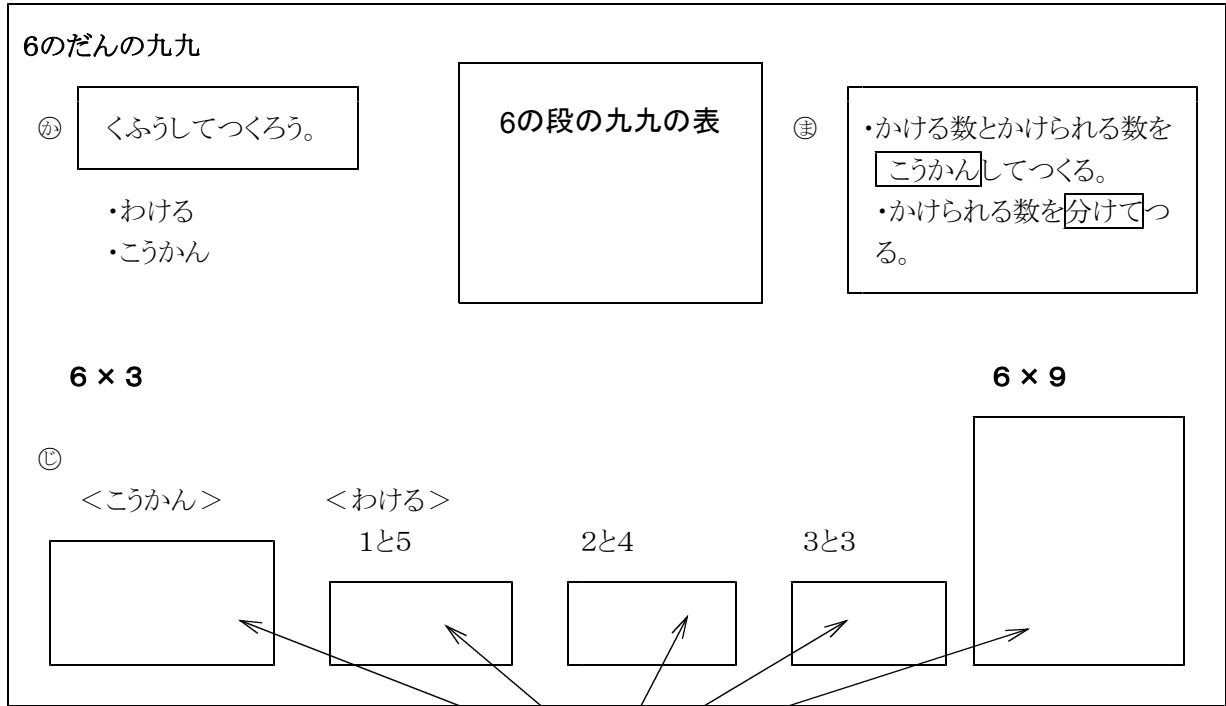 6のだんの九九
㋕ くふうしてつくろう。
・わける
・こうかん
6の段の九九の表
㋮ ・かける数とかけられる数を
こうかんしてつくる。
・かけられる数を分けてつ
る。
6×3
6×9
㋛゙
＜こうかん＞ ＜わける＞
1と5 2と4 3と3